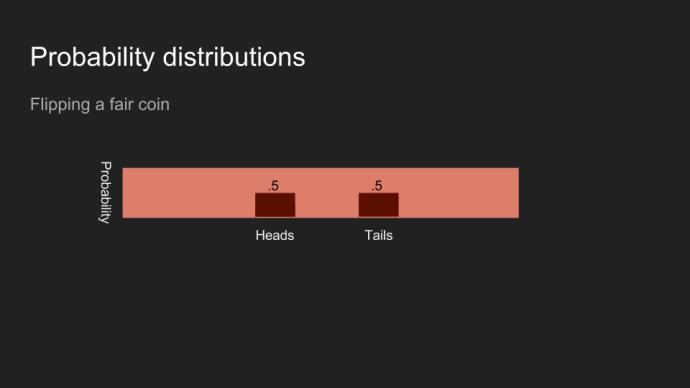 Probability distributions
Flipping a fair coin
Probability
.5
.5
Heads
Tails